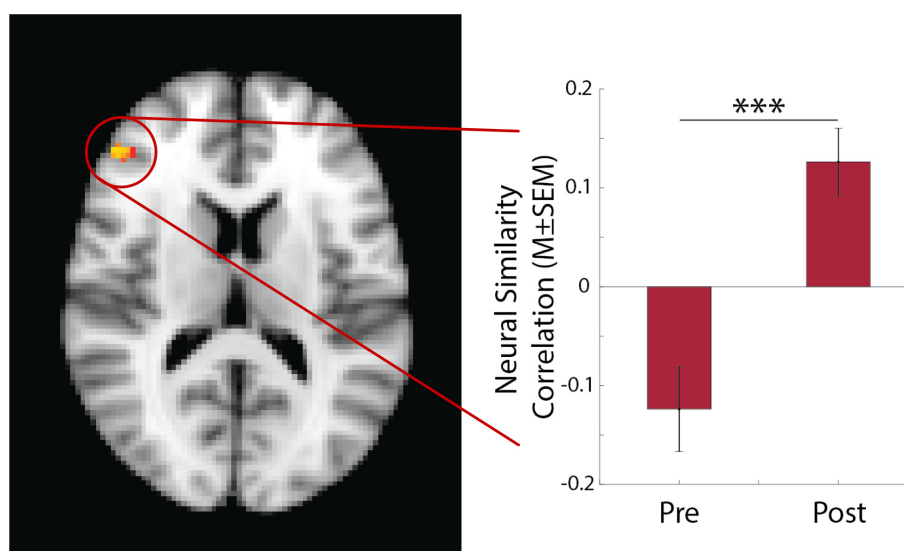 Neural Similarity
Correlation (M±SEM)
0.2
0.1
0
-0.1
-0.2
***
Pre
Post